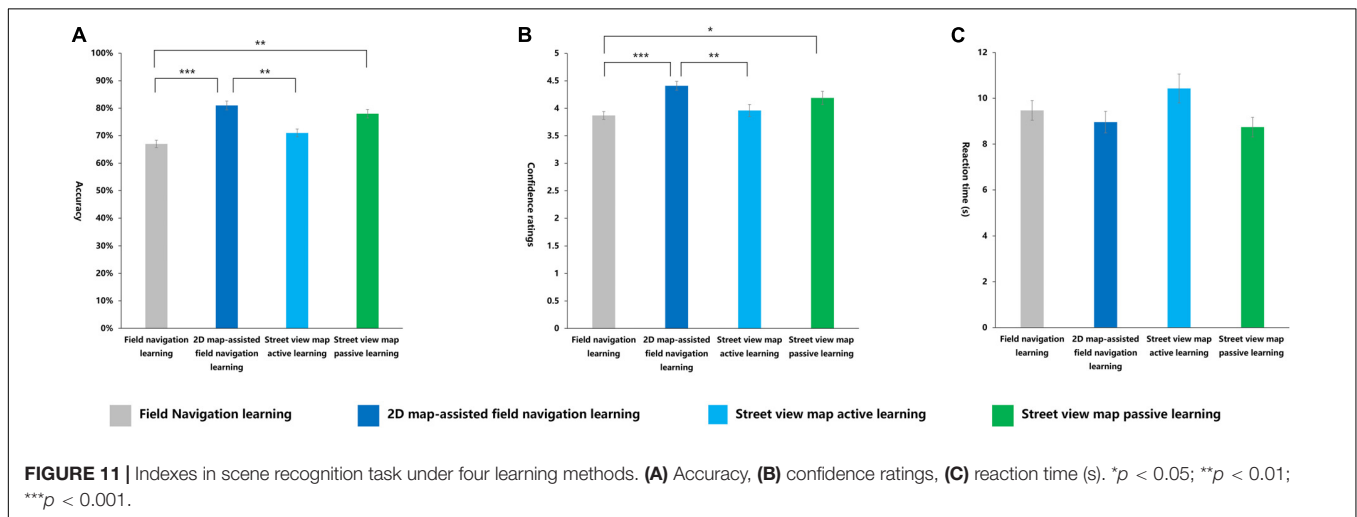 A
100%
90%
80%
70%
60%
50%
40%
30%
20%
10%
0%
Accuracy
**
***
**
Field navigation
learning
2D map-assisted
field navigation
learning
Street view map
active learning
Street view map
passive learning
B
5
4.5
4
3.5
3
2.5
2
1.5
1
0.5
0
Confidence ratings
*
***
**
Field navigation
learning
2D map-assisted
field navigation
learning
Street view map
active learning
Street view map
passive learning
C
12
10
8
6
4
2
0
Reaction time (s)
Field navigation
learning
2D map-assisted
field navigation
learning
Street view map
active learning
Street view map
passive learning
Field Navigation learning
2D map-assisted field navigation learning
Street view map active learning
Street view map passive learning
FIGURE 11 | Indexes in scene recognition task under four learning methods. (A) Accuracy, (B) confidence ratings, (C) reaction time (s). *p < 0.05; **p < 0.01;
***p < 0.001.